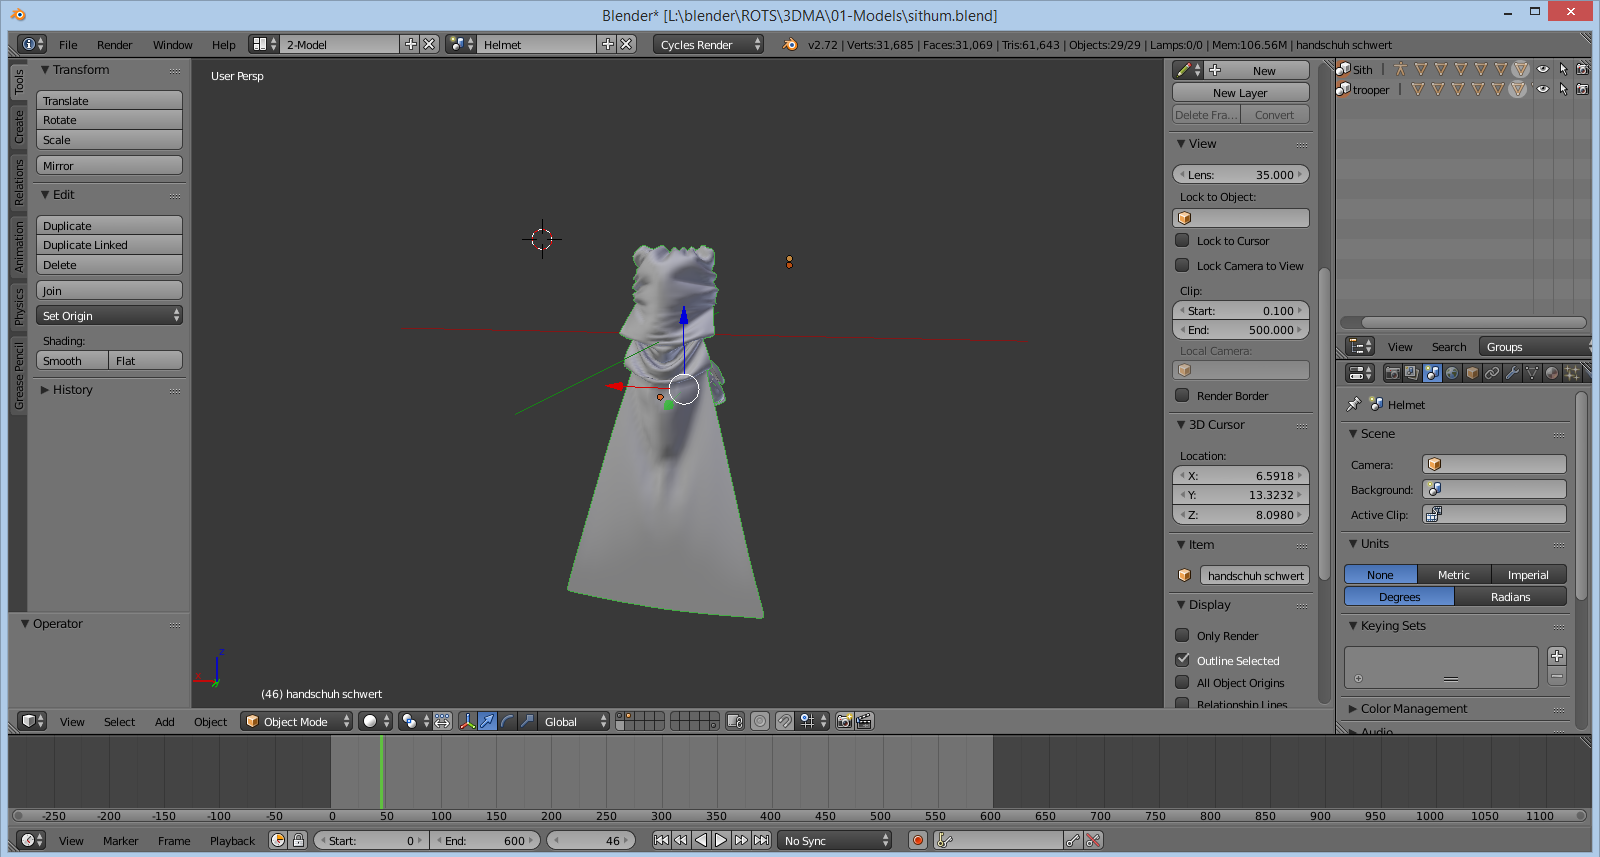 Blender* [L:\blender\ROTS\3DMA\01-Models\sithum.blend]
File Render Window Help 2-Model Helmet Cycles Render v2.72 | Verts:31,685 | Faces:31,069 | Tris:61,643 | Objects:29/29 | Lamps:0/0 | Mem:106.56M | handschuh schwert
Tools
Create
Relations
Animation
Physics
Grease Pencil
Transform
Translate
Rotate
Scale
Mirror
Edit
Duplicate
Duplicate Linked
Delete
Join
Set Origin
Shading:
Smooth Flat
History
Operator
User Persp
z
(46) handschuh schwert
New
New Layer
Delete Fra... Convert
View
Lens: 35.000
Lock to Object:
Lock to Cursor
Lock Camera to View
Clip:
Start: 0.100
End: 500.000
Local Camera:
Render Border
3D Cursor
Location:
X: 6.5918
Y: 13.3232
Z: 8.0980
Item
handschuh schwert
Display
Only Render
Outline Selected
All Object Origins
Relationship Lines
Sith
trooper
View Search Groups
Helmet
Scene
Camera:
Background:
Active Clip:
Units
None Metric Imperial
Degrees Radians
Keying Sets
Color Management
Audio
View Select Add Object Object Mode Global
-250 -200 -150 -100 -50 0 50 100 150 200 250 300 350 400 450 500 550 600 650 700 750 800 850 900 950 1000 1050 1100
View Marker Frame Playback Start: 0 End: 600 46 No Sync